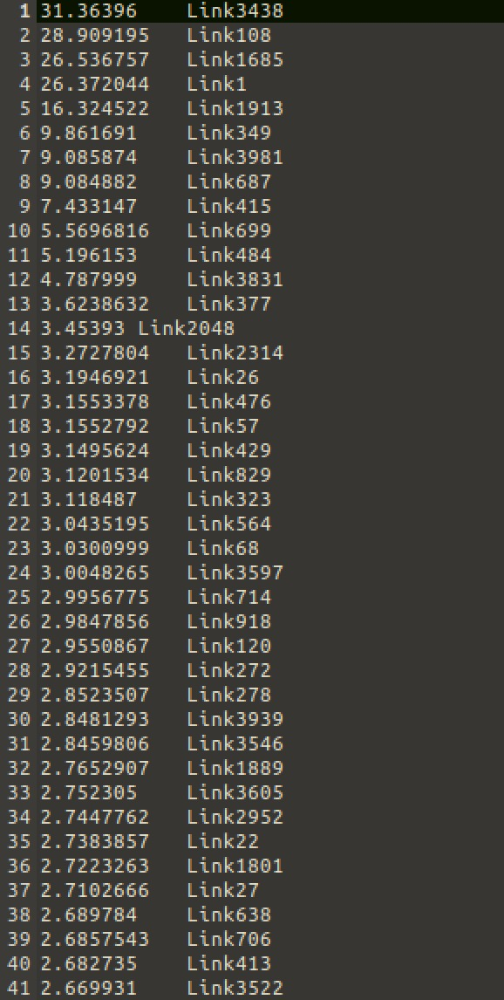 1 31.36396 Link3438
2 28.909195 Link108
3 26.536757 Link1685
4 26.372044 Link1
5 16.324522 Link1913
6 9.861691 Link349
7 9.085874 Link3981
8 9.084882 Link687
9 7.433147 Link415
10 5.5696816 Link699
11 5.196153 Link484
12 4.787999 Link3831
13 3.6238632 Link377
14 3.45393 Link2048
15 3.2727804 Link2314
16 3.1946921 Link26
17 3.1553378 Link476
18 3.1552792 Link57
19 3.1495624 Link429
20 3.1201534 Link829
21 3.118487 Link323
22 3.0435195 Link564
23 3.0300999 Link68
24 3.0048265 Link3597
25 2.9956775 Link714
26 2.9847856 Link918
27 2.9550867 Link120
28 2.9215455 Link272
29 2.8523507 Link278
30 2.8481293 Link3939
31 2.8459806 Link3546
32 2.7652907 Link1889
33 2.752305 Link3605
34 2.7447762 Link2952
35 2.7383857 Link22
36 2.7223263 Link1801
37 2.7102666 Link27
38 2.689784 Link638
39 2.6857543 Link706
40 2.682735 Link413
41 2.669931 Link3522